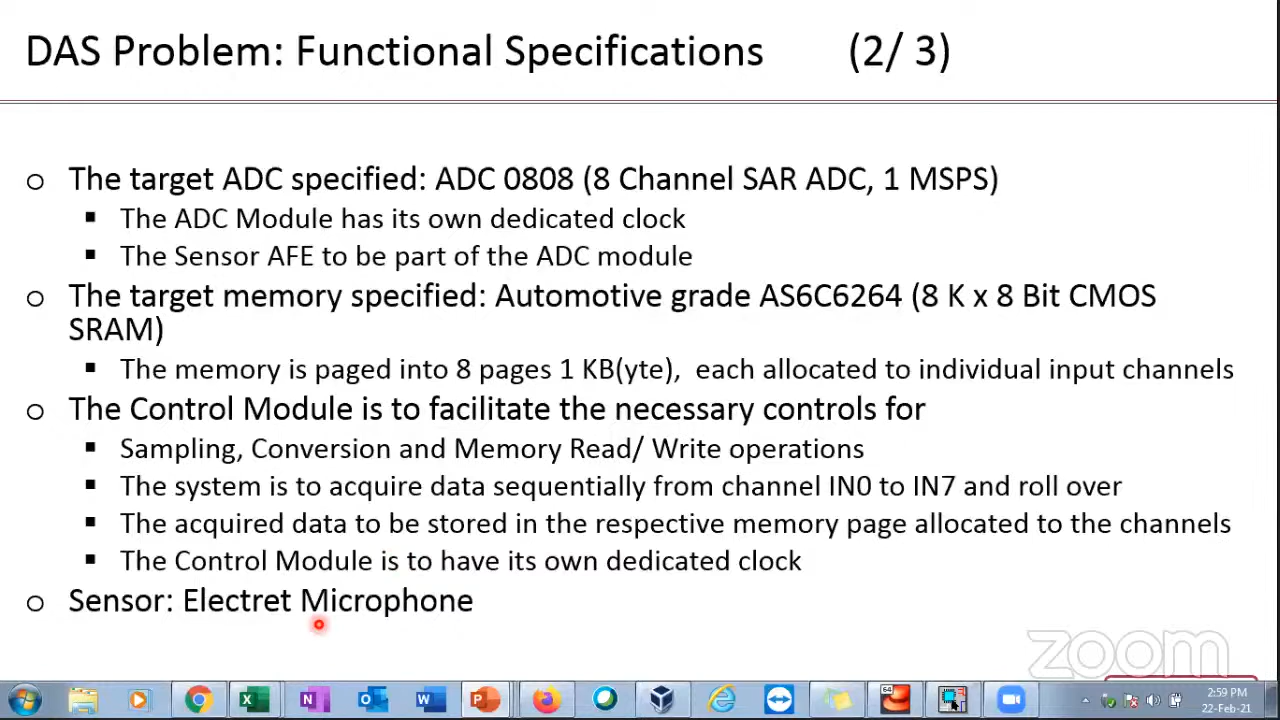 DAS Problem: Functional Specifications (2/ 3)
o The target ADC specified: ADC 0808 (8 Channel SAR ADC, 1 MSPS)
▪ The ADC Module has its own dedicated clock
▪ The Sensor AFE to be part of the ADC module
o The target memory specified: Automotive grade AS6C6264 (8 K x 8 Bit CMOS
SRAM)
▪ The memory is paged into 8 pages 1 KB(yte), each allocated to individual input channels
o The Control Module is to facilitate the necessary controls for
▪ Sampling, Conversion and Memory Read/ Write operations
▪ The system is to acquire data sequentially from channel IN0 to IN7 and roll over
▪ The acquired data to be stored in the respective memory page allocated to the channels
▪ The Control Module is to have its own dedicated clock
o Sensor: Electret Microphone
zoom
64
2:59 PM
22-Feb-21